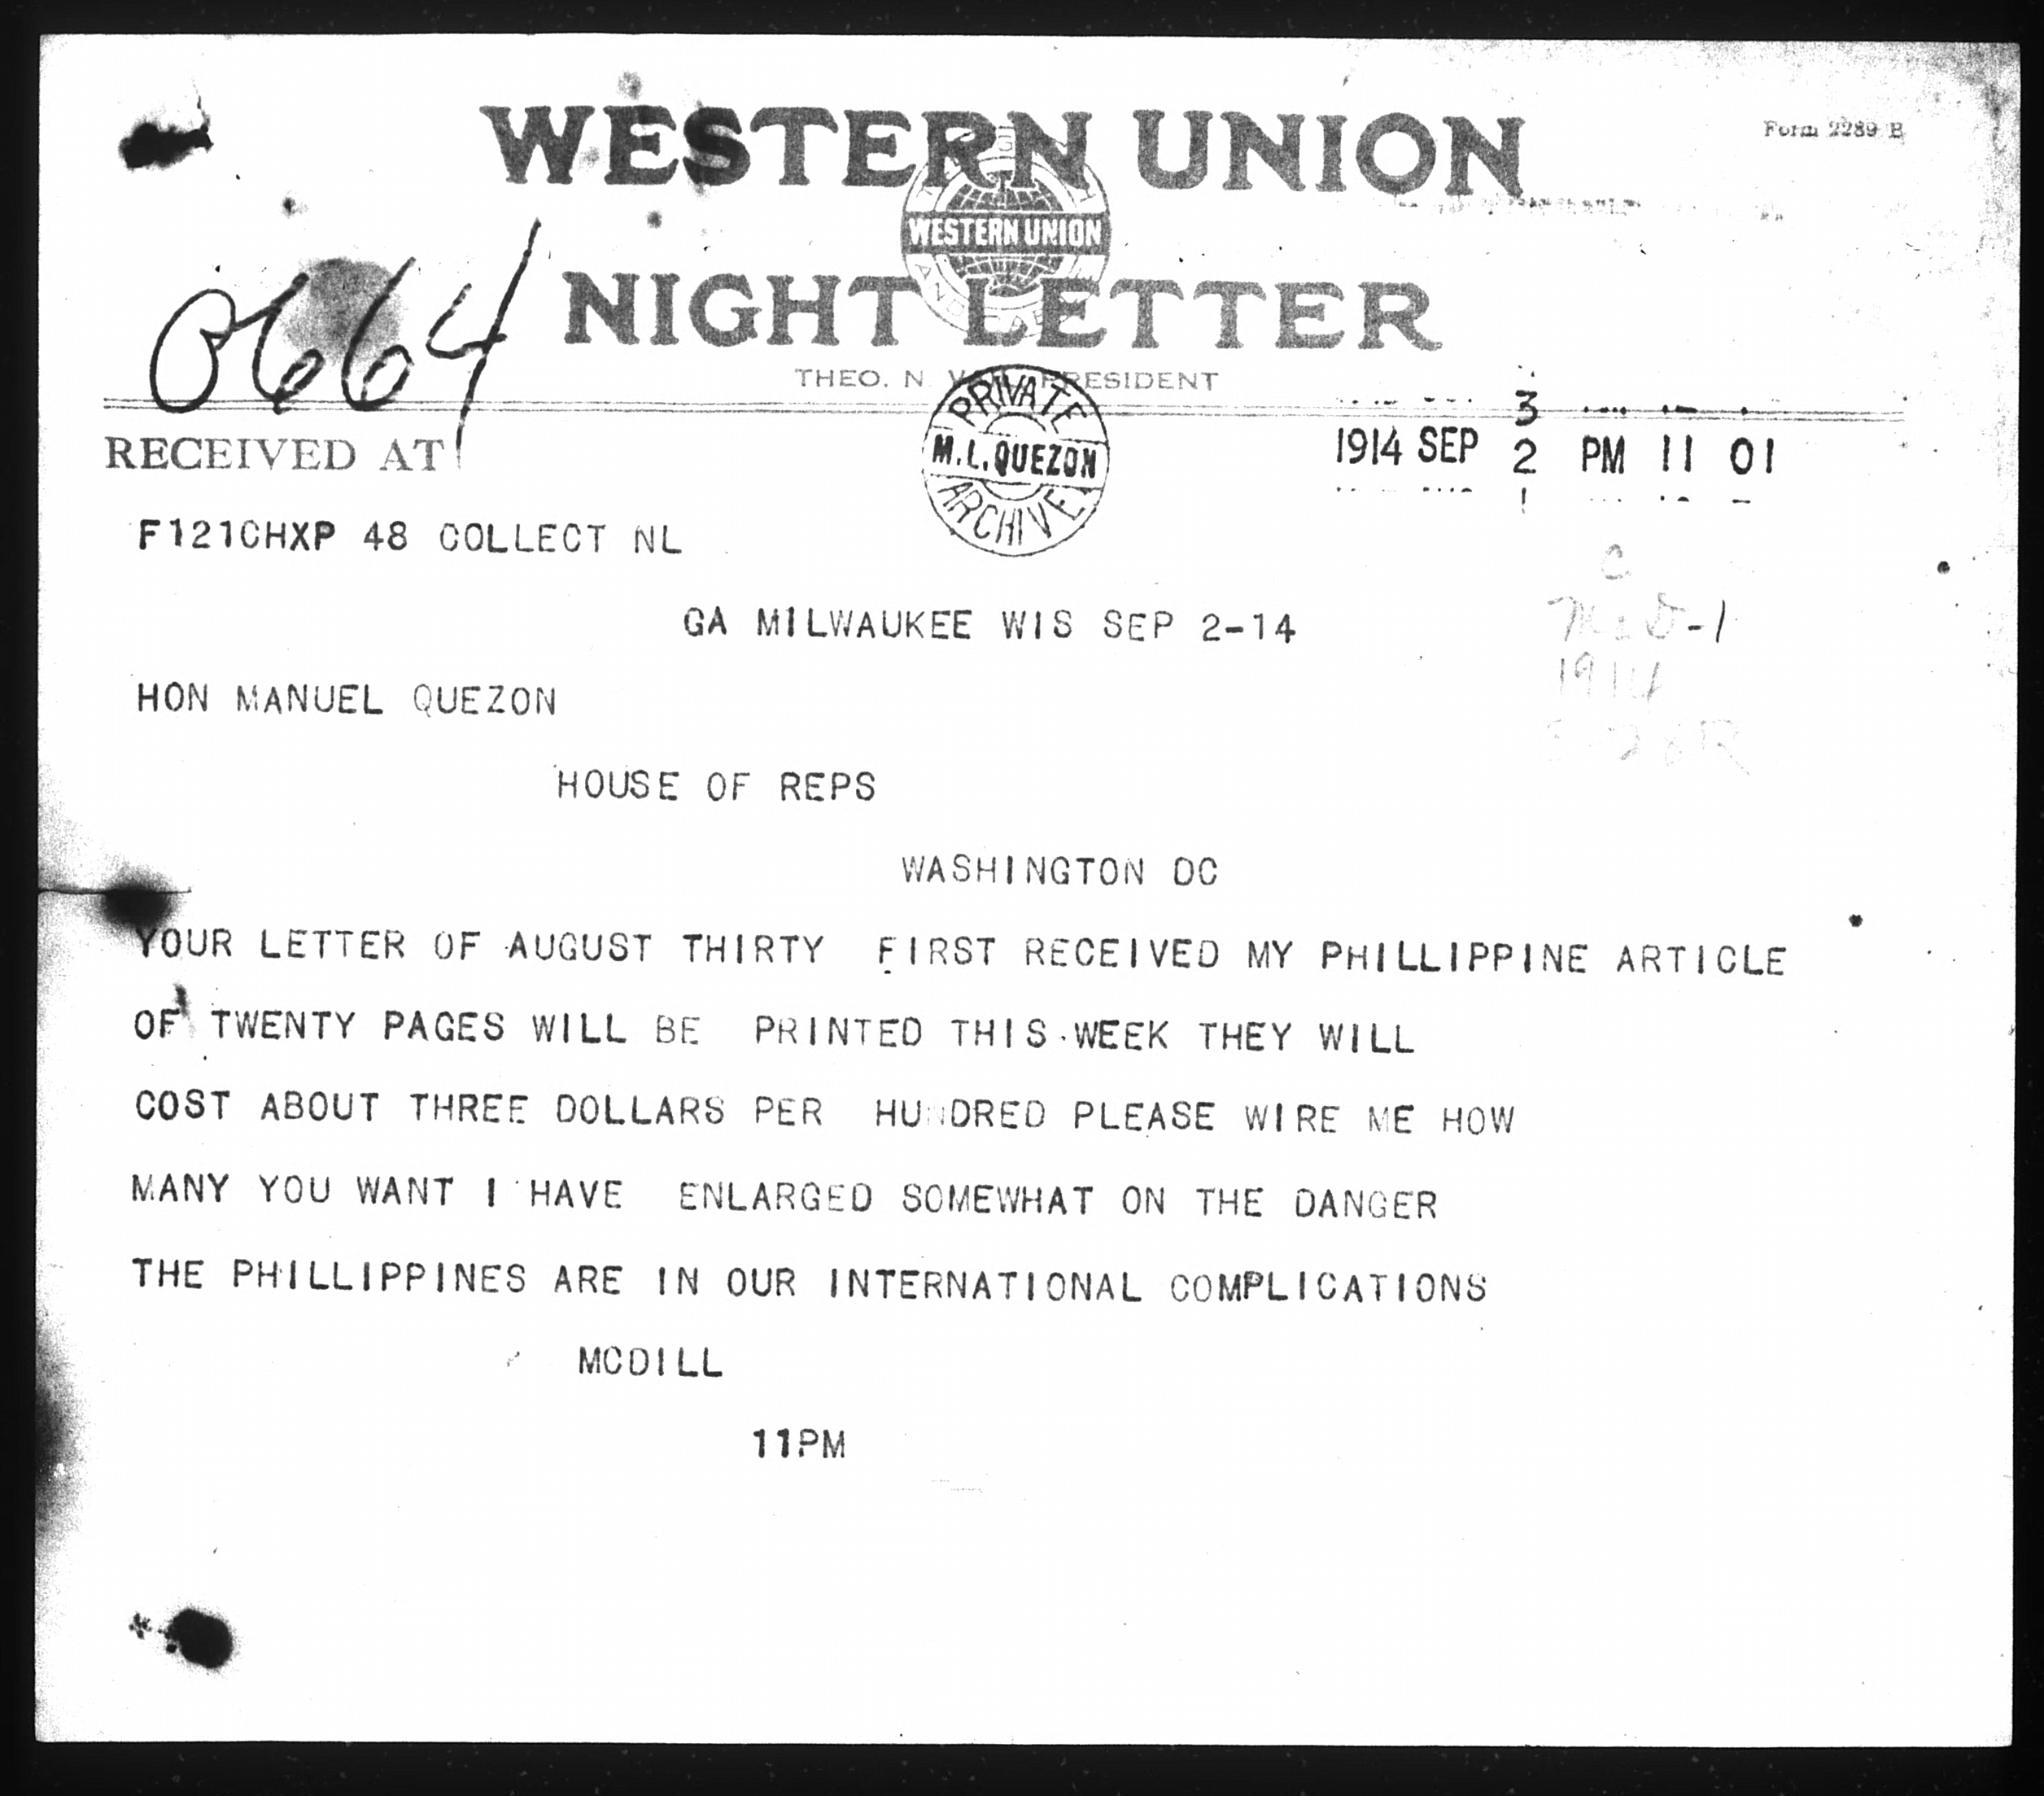 Form 2289 B
WESTERN UNION
WESTERN UNION
NIGHT LETTER
0664
THEO. N. PRESIDENT
PRIVATE
M.L. QUEZON
ARCHIVE
3
RECEIVED AT
1914 SEP 2 PM 11 01
F121CHXP 48 COLLECT NL
C
GA MILWAUKEE WIS SEP 2-14
McD-1
1914
HON MANUEL QUEZON
HOUSE OF REPS
WASHINGTON DC
YOUR LETTER OF AUGUST THIRTY FIRST RECEIVED MY PHILLIPPINE ARTICLE
OF TWENTY PAGES WILL BE PRINTED THIS WEEK THEY WILL
COST ABOUT THREE DOLLARS PER HUNDRED PLEASE WIRE ME HOW
MANY YOU WANT I HAVE ENLARGED SOMEWHAT ON THE DANGER
THE PHILLIPPINES ARE IN OUR INTERNATIONAL COMPLICATIONS
MCDILL
11PM